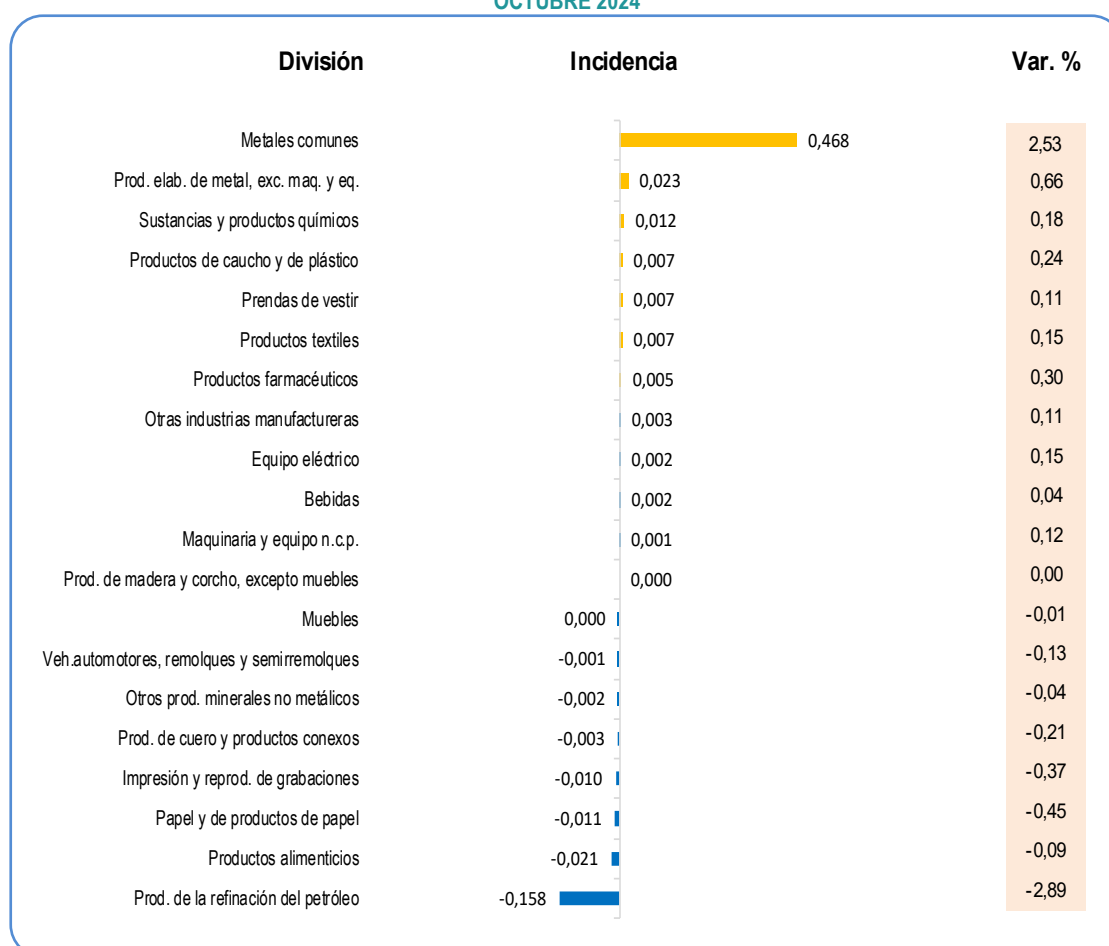 OCTUBRE 2024
División Incidencia Var. %
Metales comunes 0,468 2,53
Prod. elab. de metal, exc. maq. y eq. 0,023 0,66
Sustancias y productos químicos 0,012 0,18
Productos de caucho y de plástico 0,007 0,24
Prendas de vestir 0,007 0,11
Productos textiles 0,007 0,15
Productos farmacéuticos 0,005 0,30
Otras industrias manufactureras 0,003 0,11
Equipo eléctrico 0,002 0,15
Bebidas 0,002 0,04
Maquinaria y equipo n.c.p. 0,001 0,12
Prod. de madera y corcho, excepto muebles 0,000 0,00
Muebles 0,000 -0,01
Veh.automotores, remolques y semirremolques -0,001 -0,13
Otros prod. minerales no metálicos -0,002 -0,04
Prod. de cuero y productos conexos -0,003 -0,21
Impresión y reprod. de grabaciones -0,010 -0,37
Papel y de productos de papel -0,011 -0,45
Productos alimenticios -0,021 -0,09
Prod. de la refinación del petróleo -0,158 -2,89